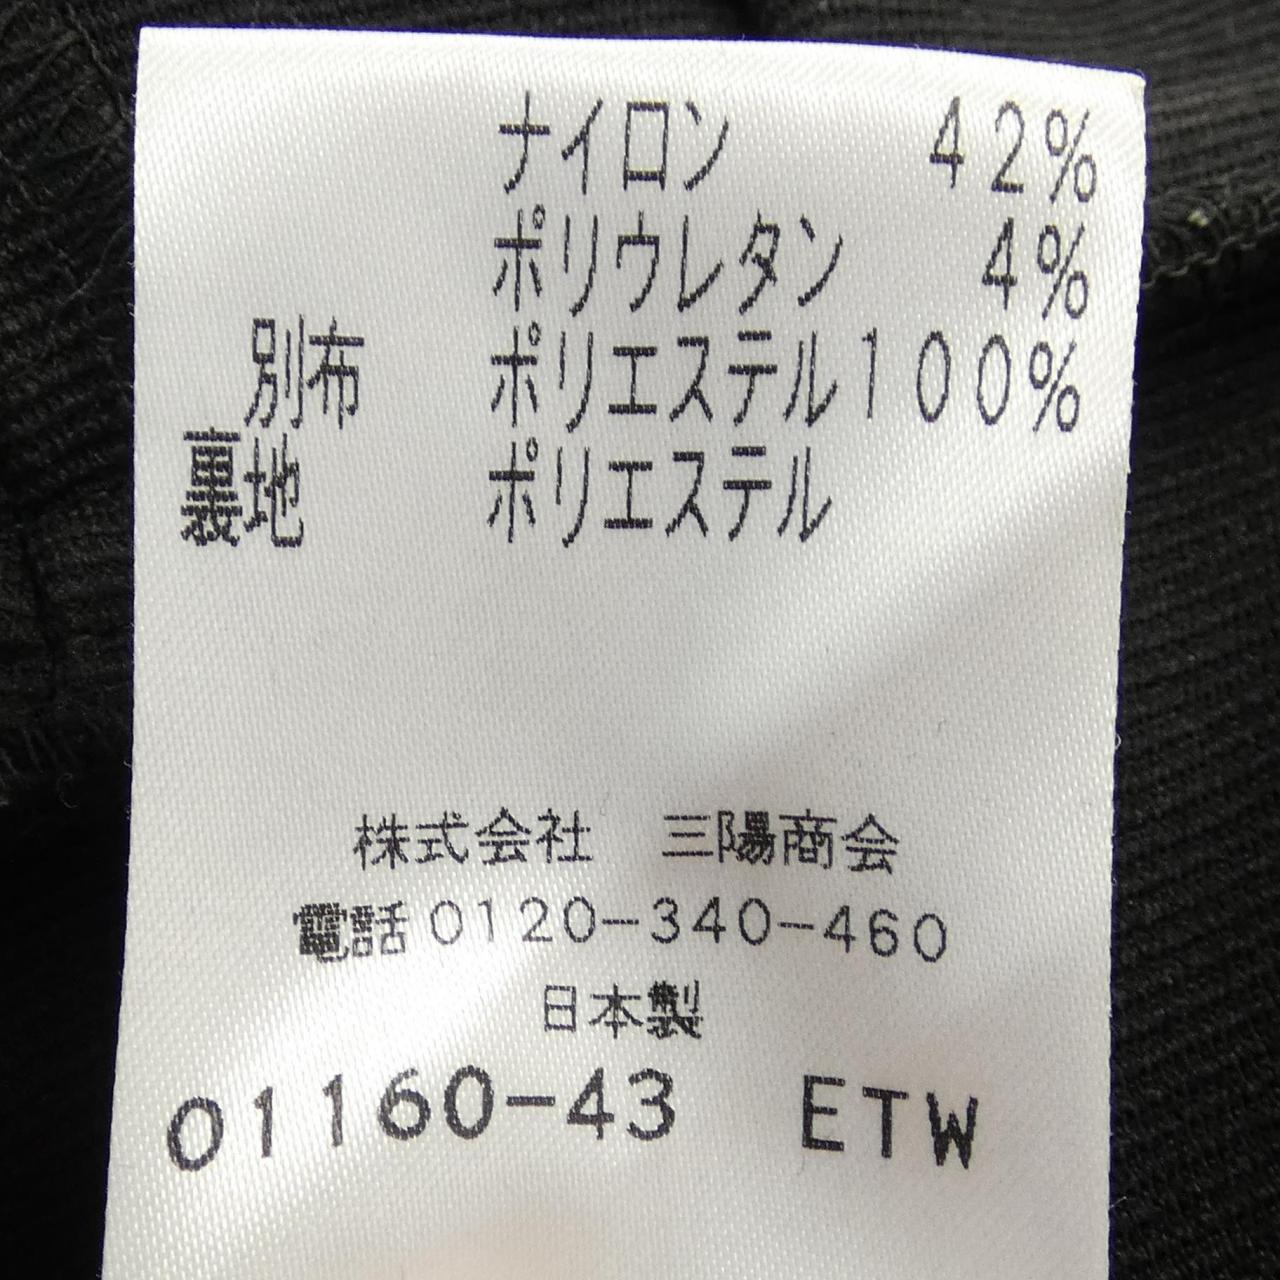 ナイロン 42%
ポリウレタン 4%
別布 ポリエステル100%
裏地 ポリエステル
株式会社 三陽商会
電話0120-340-460
日本製
01160-43 ETW